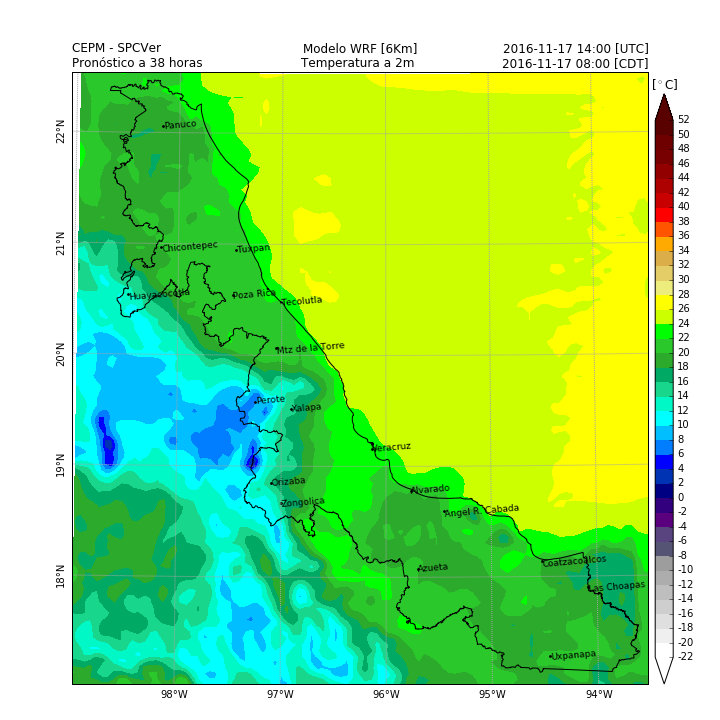 CEPM - SPCVer Modelo WRF [6Km] 2016-11-17 14:00 [UTC]
Pronóstico a 38 horas Temperatura a 2m 2016-11-17 08:00 [CDT]
[°C]
52
50
48
46
44
42
40
38
36
34
32
30
28
26
24
22
20
18
16
14
12
10
8
6
4
2
0
-2
-4
-6
-8
-10
-12
-14
-16
-18
-20
-22
22°N
21°N
20°N
19°N
18°N
Panuco
Chicontepec
Tuxpan
Huayacocotla
Poza Rica
Tecolutla
Mtz de la Torre
Perote
Xalapa
Veracruz
Orizaba
Alvarado
Zongolica
Angel R. Cabada
Azueta
Coatzacoalcos
Las Choapas
Uxpanapa
98°W 97°W 96°W 95°W 94°W